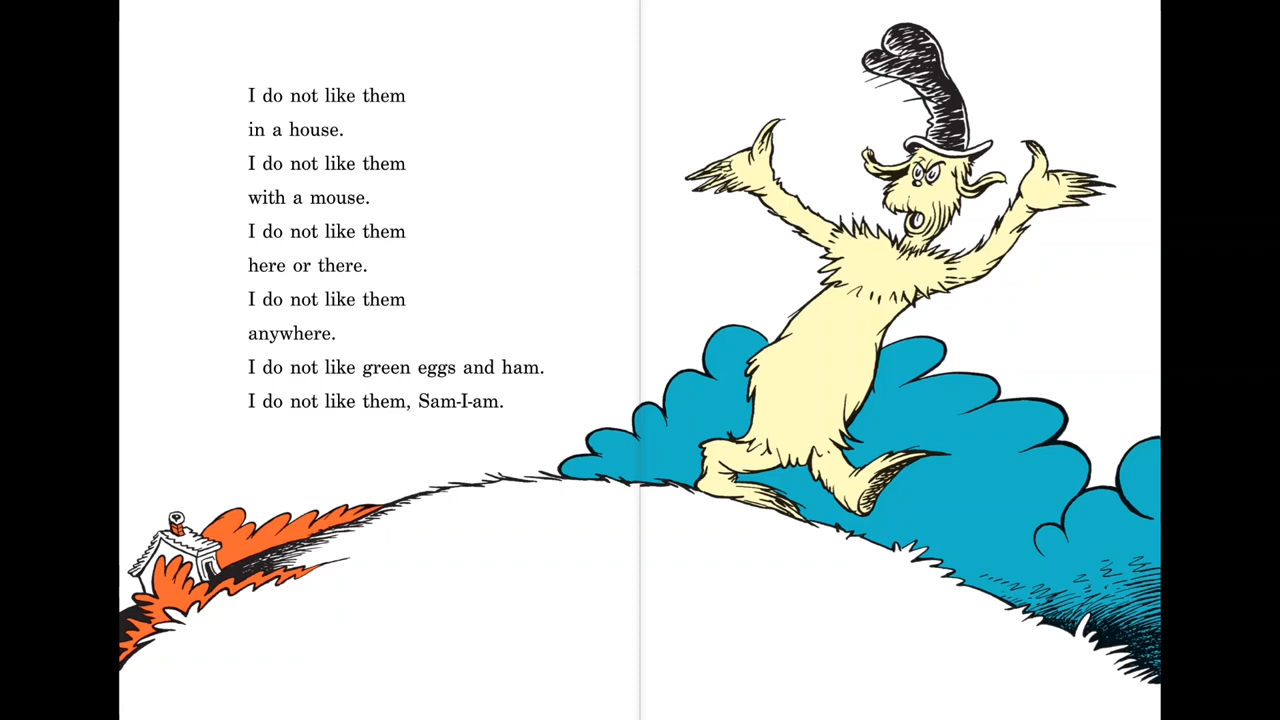 I do not like them
in a house.
I do not like them
with a mouse.
I do not like them
here or there.
I do not like them
anywhere.
I do not like green eggs and ham.
I do not like them, Sam-I-am.